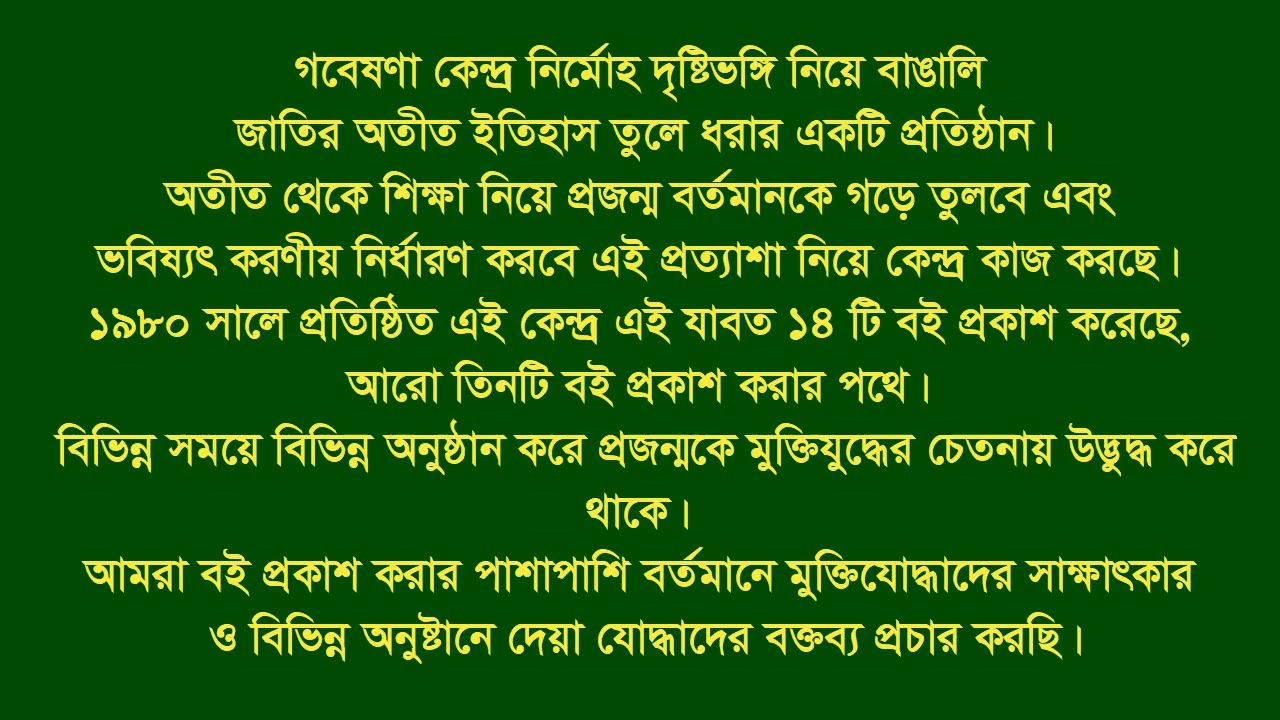 গবেষণা কেন্দ্র নির্মোহ দৃষ্টিভঙ্গি নিয়ে বাঙালি
জাতির অতীত ইতিহাস তুলে ধরার একটি প্রতিষ্ঠান।
অতীত থেকে শিক্ষা নিয়ে প্রজন্ম বর্তমানকে গড়ে তুলবে এবং
ভবিষ্যৎ করণীয় নির্ধারণ করবে এই প্রত্যাশা নিয়ে কেন্দ্র কাজ করছে।
১৯৮০ সালে প্রতিষ্ঠিত এই কেন্দ্র এই যাবত ১৪ টি বই প্রকাশ করেছে,
আরো তিনটি বই প্রকাশ করার পথে।
বিভিন্ন সময়ে বিভিন্ন অনুষ্ঠান করে প্রজন্মকে মুক্তিযুদ্ধের চেতনায় উদ্ভুদ্ধ করে
থাকে।
আমরা বই প্রকাশ করার পাশাপাশি বর্তমানে মুক্তিযোদ্ধাদের সাক্ষাৎকার
ও বিভিন্ন অনুষ্টানে দেয়া যোদ্ধাদের বক্তব্য প্রচার করছি।